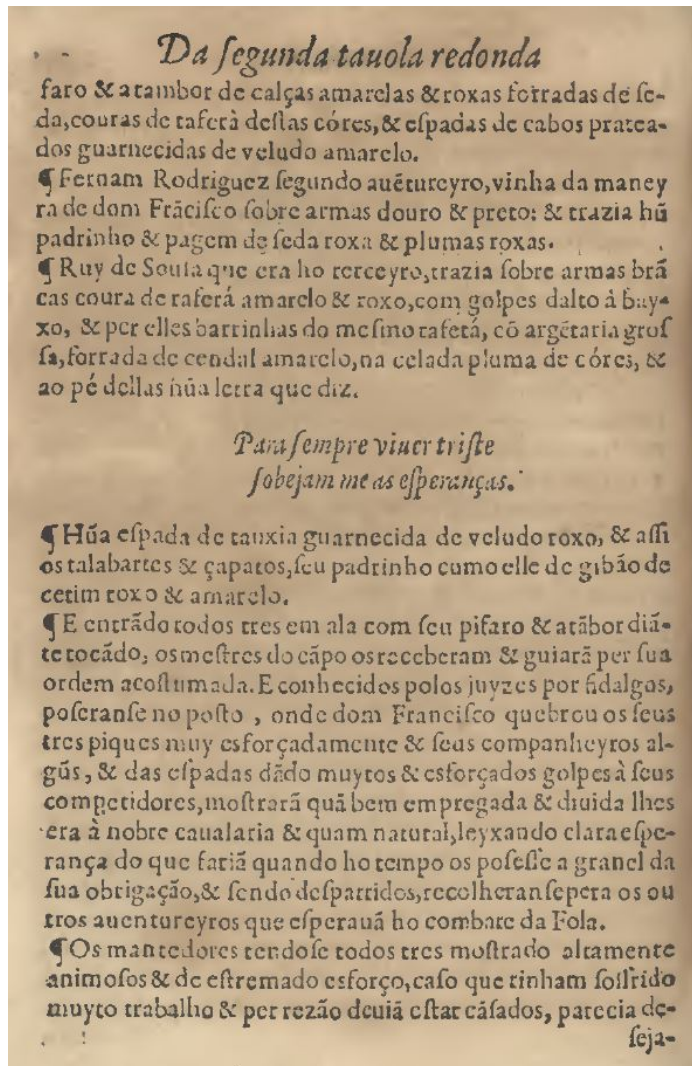 Da ſegunda tauola redonda
faro & atambor de calças amarelas & roxas forradas de ſe-
da,couras de tafetà deſtas córes,& eſpadas de cabos pratea-
dos guarnecidas de veludo amarelo.
¶ Fernam Rodriguez ſegundo auẽtureyro,vinha da maney
ra de dom Frãciſco ſobre armas douro & preto: & trazia hũ
padrinho & pagem de ſeda roxa & plumas roxas.
¶ Ruy de Souſa que era ho terceyro,trazia ſobre armas brã
cas coura de tafetá amarelo & roxo,com golpes dalto à bay-
xo, & per elles barrinhas do meſmo tafetá, cõ argẽtaria groſ
ſa,forrada de cendal amarelo,na celada pluma de córes, &
ao pé dellas hũa letra que diz.
Para ſempre viuer triſte
ſobejam me as eſperanças.
¶ Hũa eſpada de tauxia guarnecida de veludo roxo, & aſſi
os talabartes & çapatos,ſeu padrinho cumo elle de gibão de
cetim roxo & amarelo.
¶ E entrãdo todos tres em ala com ſeu pifaro & atãbor diã-
te tocãdo, os meſtres do cãpo os receberam & guiarã per ſua
ordem acoſtumada. E conhecidos polos juyzes por fidalgos,
poſeranſe no poſto , onde dom Franciſco quebrou os ſeus
tres piques muy esforçadamente & ſeus companheyros al-
gũs, & das eſpadas dãdo muytos & esforçados golpes à ſeus
competidores,moſtrarã quã bem empregada & diuida lhes
era à nobre caualaria & quam natural,leyxando clara eſpe-
rança do que fariã quando ho tempo os poſeſſe a granel da
ſua obrigação,& ſendo deſpartidos,recolheranſe pera os ou
tros auentureyros que eſperauã ho combate da Fola.
¶ Os mantedores tendoſe todos tres moſtrado altamente
animoſos & de eſtremado esforço,caſo que tinham ſoffrido
muyto trabalho & per rezão deuiã eſtar cãſados, parecia de-
ſeja-